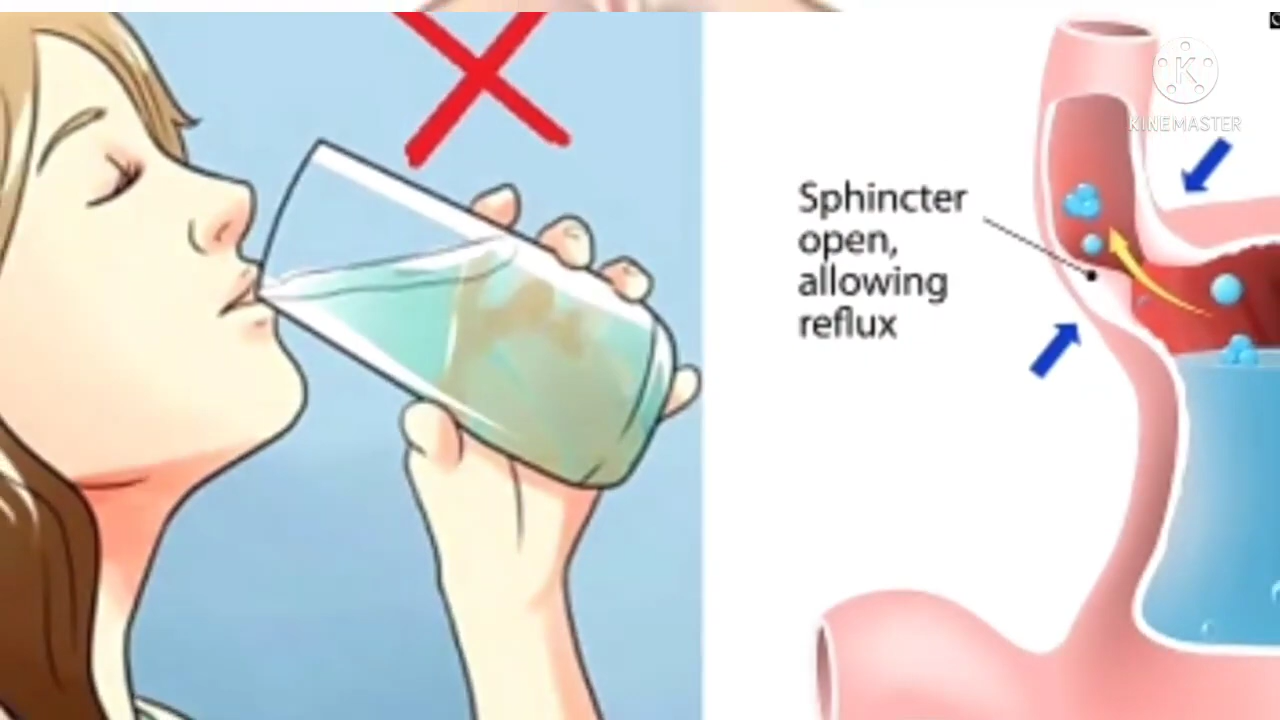 K
KINEMASTER
Sphincter
open,
allowing
reflux